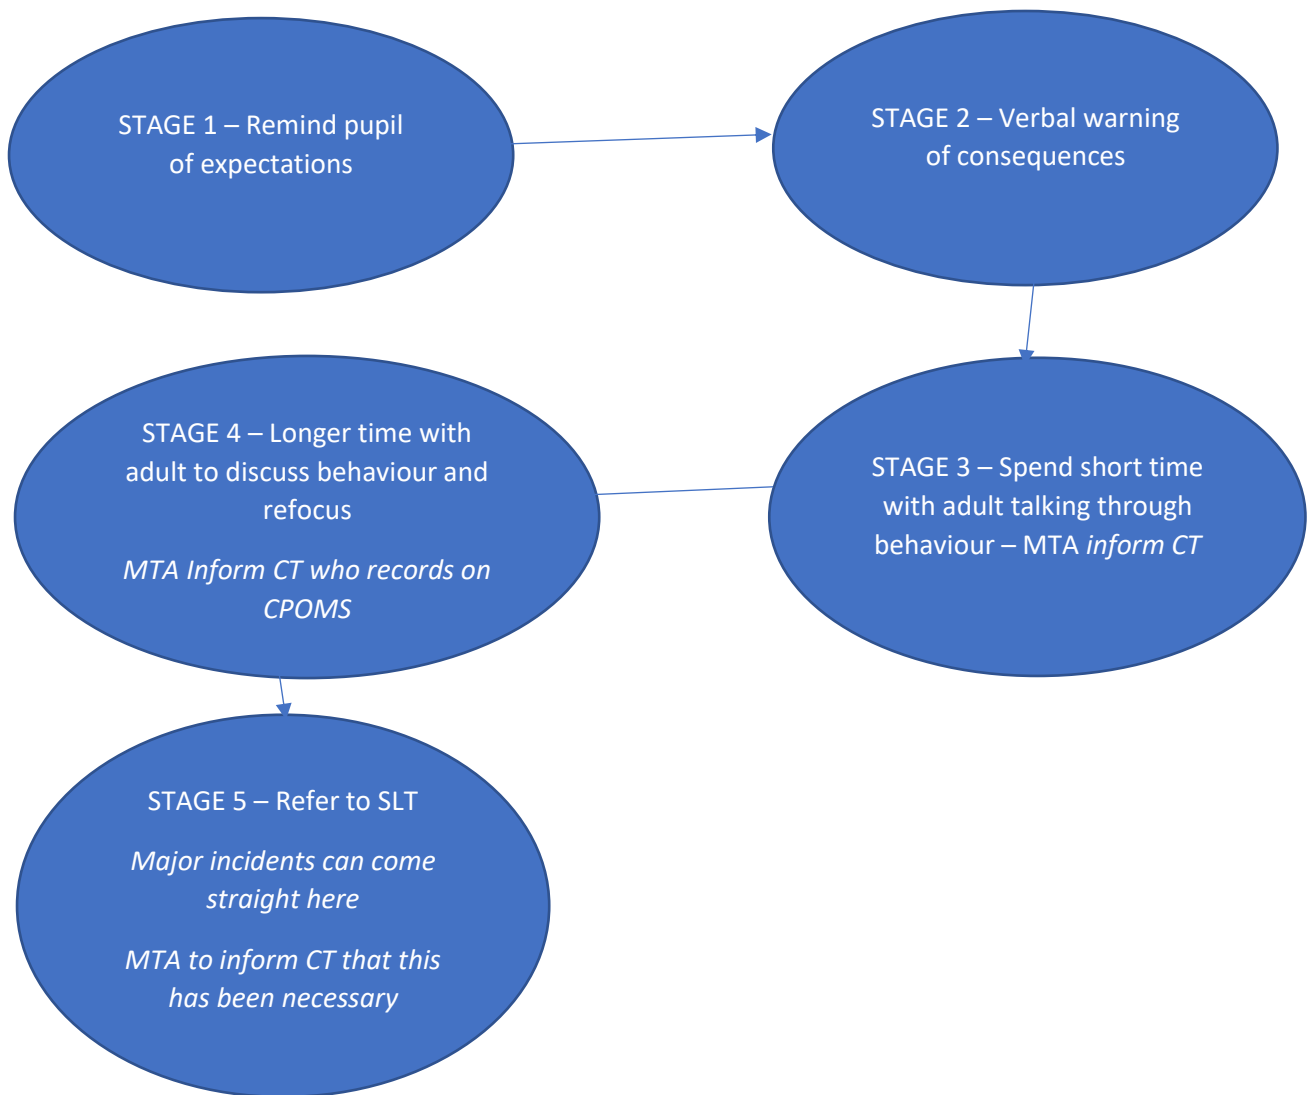 STAGE 1 – Remind pupil
of expectations
STAGE 2 – Verbal warning
of consequences
STAGE 3 – Spend short time
with adult talking through
behaviour – MTA inform CT
STAGE 4 – Longer time with
adult to discuss behaviour and
refocus
MTA Inform CT who records on
CPOMS
STAGE 5 – Refer to SLT
Major incidents can come
straight here
MTA to inform CT that this
has been necessary